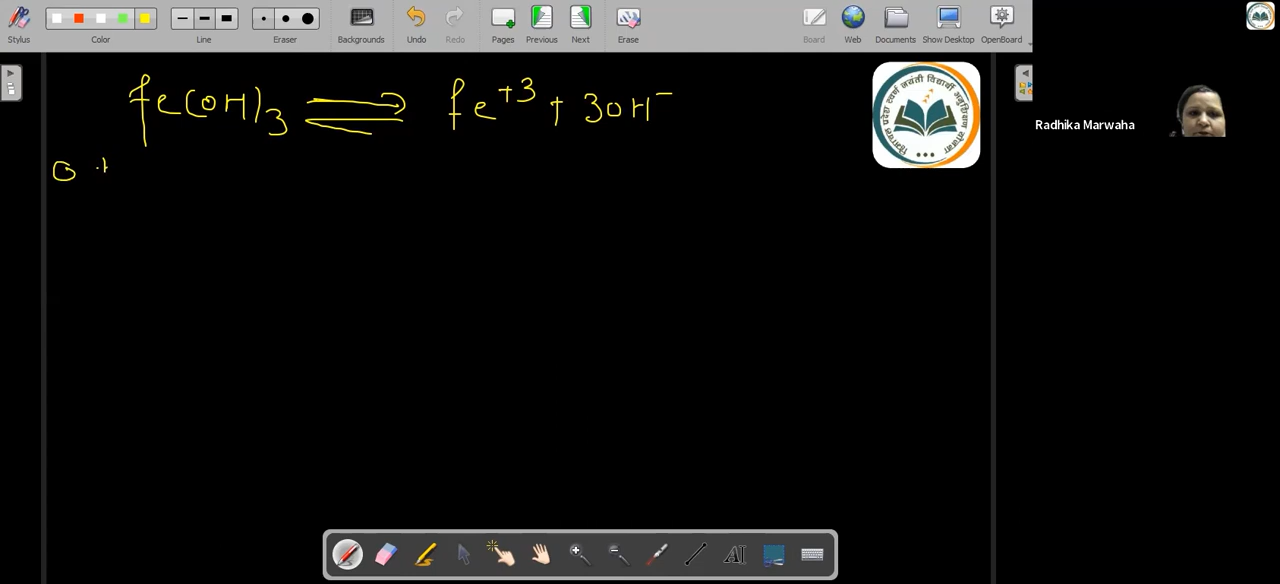 Stylus Color Line Eraser Backgrounds Undo Redo Pages Previous Next Erase Board Web Documents Show Desktop OpenBoard
fe(OH)3 ⇌ fe+3 + 3OH−
Radhika Marwaha